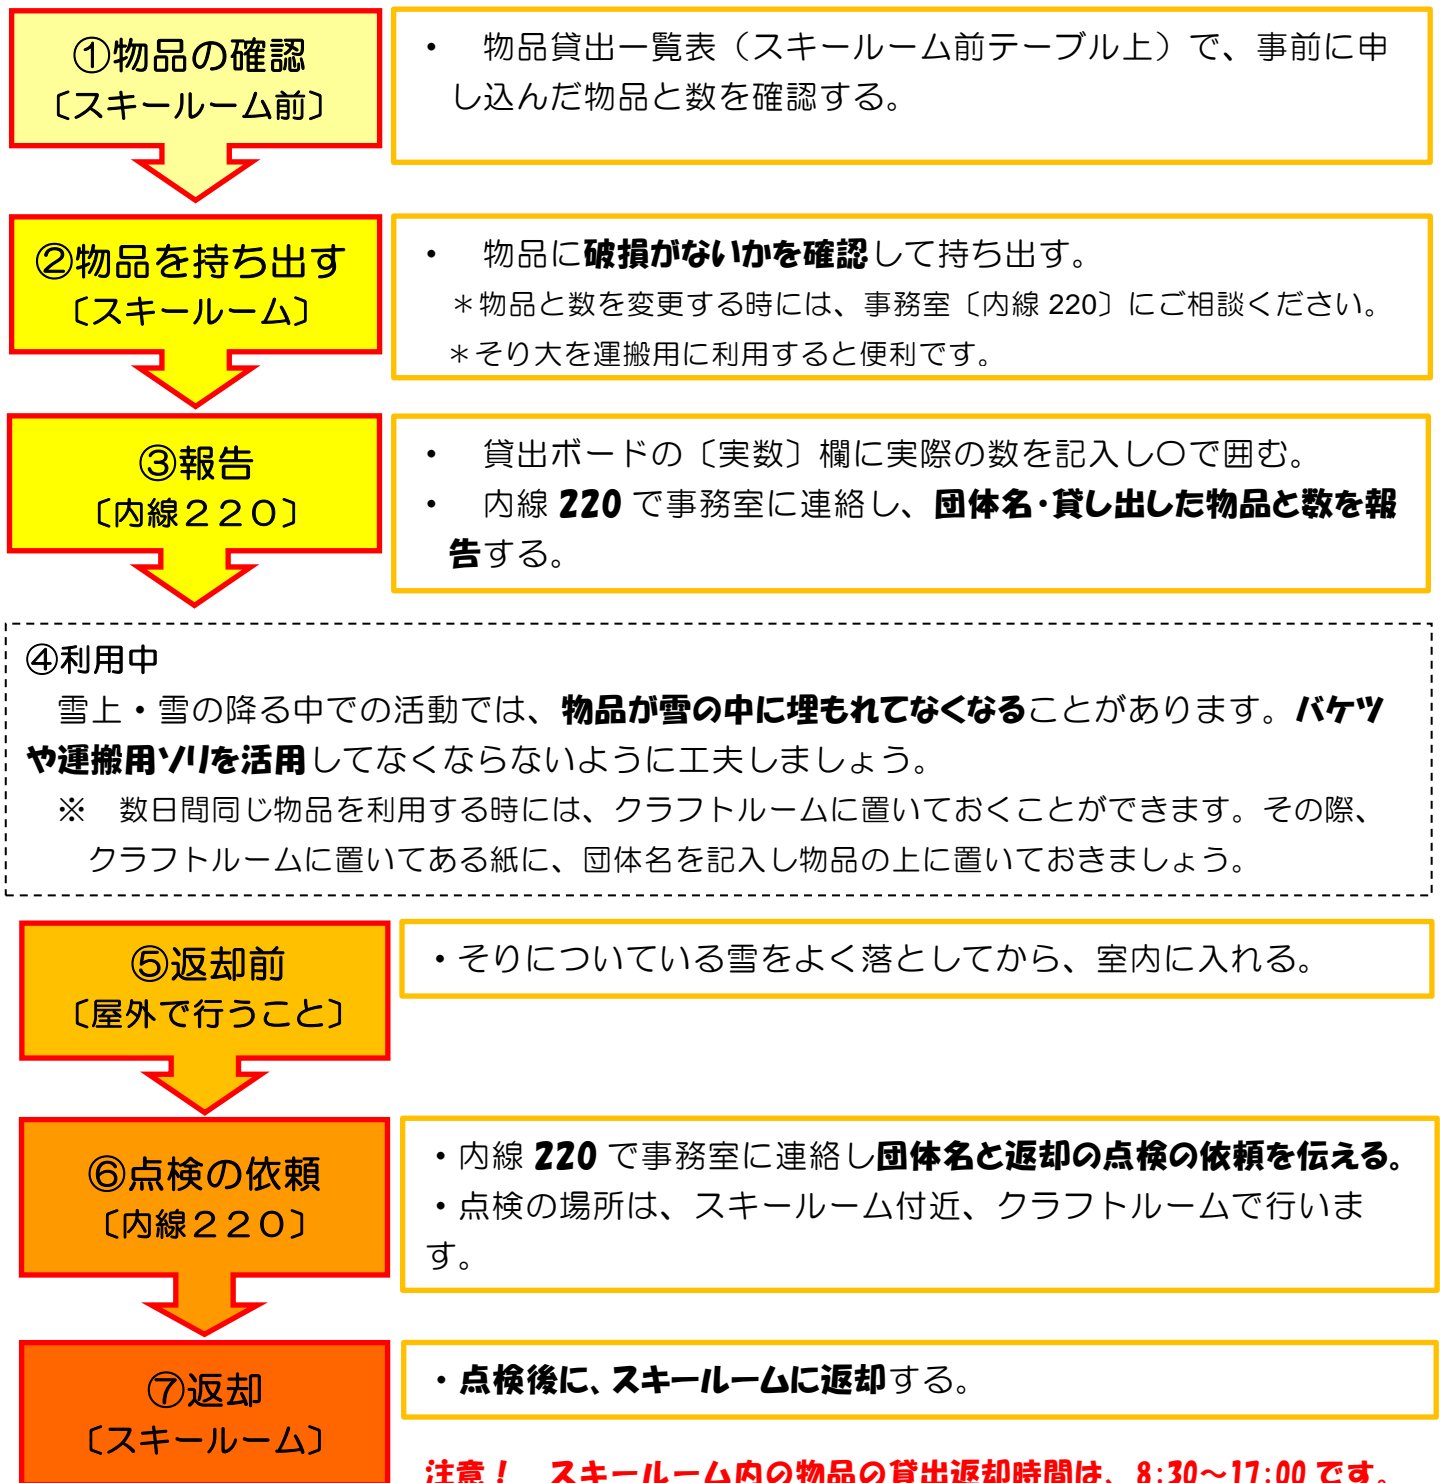 ①物品の確認
〔スキールーム前〕
・　物品貸出一覧表（スキールーム前テーブル上）で、事前に申
し込んだ物品と数を確認する。
②物品を持ち出す
〔スキールーム〕
・　物品に破損がないかを確認して持ち出す。
＊物品と数を変更する時には、事務室〔内線 220〕にご相談ください。
＊そり大を運搬用に利用すると便利です。
③報告
〔内線２２０〕
・　貸出ボードの〔実数〕欄に実際の数を記入し〇で囲む。
・　内線 220 で事務室に連絡し、団体名・貸し出した物品と数を報
告する。
④利用中
雪上・雪の降る中での活動では、物品が雪の中に埋もれてなくなることがあります。バケツ
や運搬用ソリを活用してなくならないように工夫しましょう。
※　数日間同じ物品を利用する時には、クラフトルームに置いておくことができます。その際、
クラフトルームに置いてある紙に、団体名を記入し物品の上に置いておきましょう。
⑤返却前
〔屋外で行うこと〕
・そりについている雪をよく落としてから、室内に入れる。
⑥点検の依頼
〔内線２２０〕
・内線 220 で事務室に連絡し団体名と返却の点検の依頼を伝える。
・点検の場所は、スキールーム付近、クラフトルームで行いま
す。
⑦返却
〔スキールーム〕
・点検後に、スキールームに返却する。
注意！　スキールーム内の物品の貸出返却時間は、8:30～17:00 です。